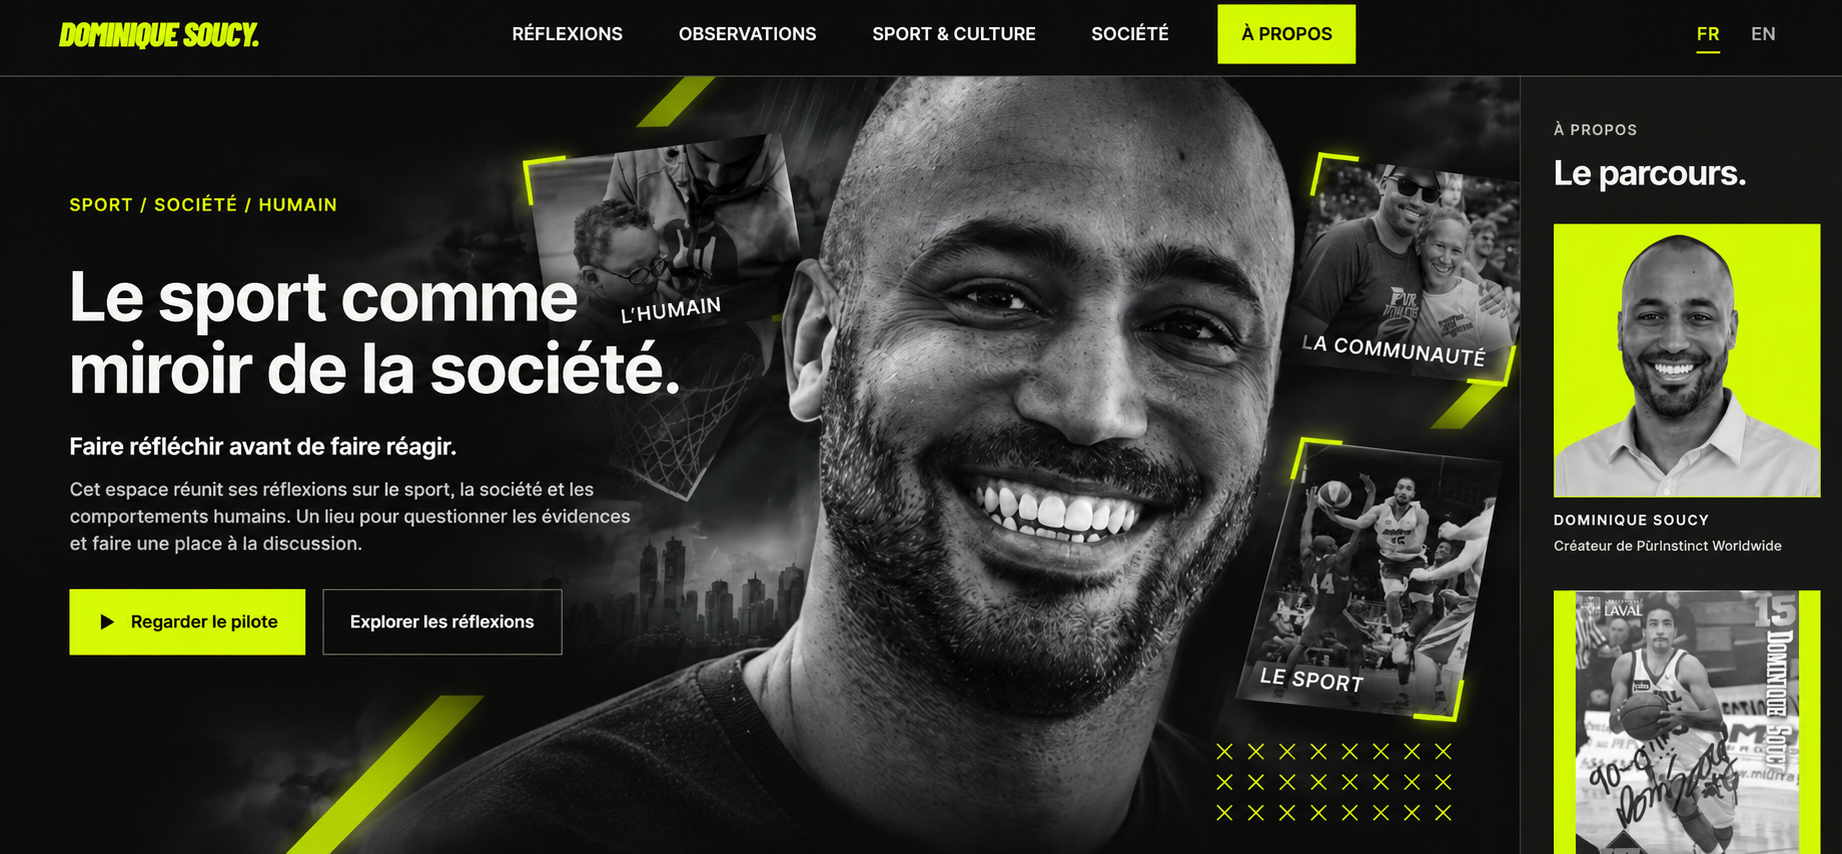 DOMINIQUE SOUCY.
RÉFLEXIONS
OBSERVATIONS
SPORT & CULTURE
SOCIÉTÉ
À PROPOS
FR
EN
SPORT / SOCIÉTÉ / HUMAIN
Le sport comme
miroir de la société.
Faire réfléchir avant de faire réagir.
Cet espace réunit ses réflexions sur le sport, la société et les
comportements humains. Un lieu pour questionner les évidences
et faire une place à la discussion.
Regarder le pilote
Explorer les réflexions
L'HUMAIN
LA COMMUNAUTÉ
44
15
LE SPORT
À PROPOS
Le parcours.
DOMINIQUE SOUCY
Créateur de PùrInstinct Worldwide
LAVAL
15
DOMINIQUE SOUCY